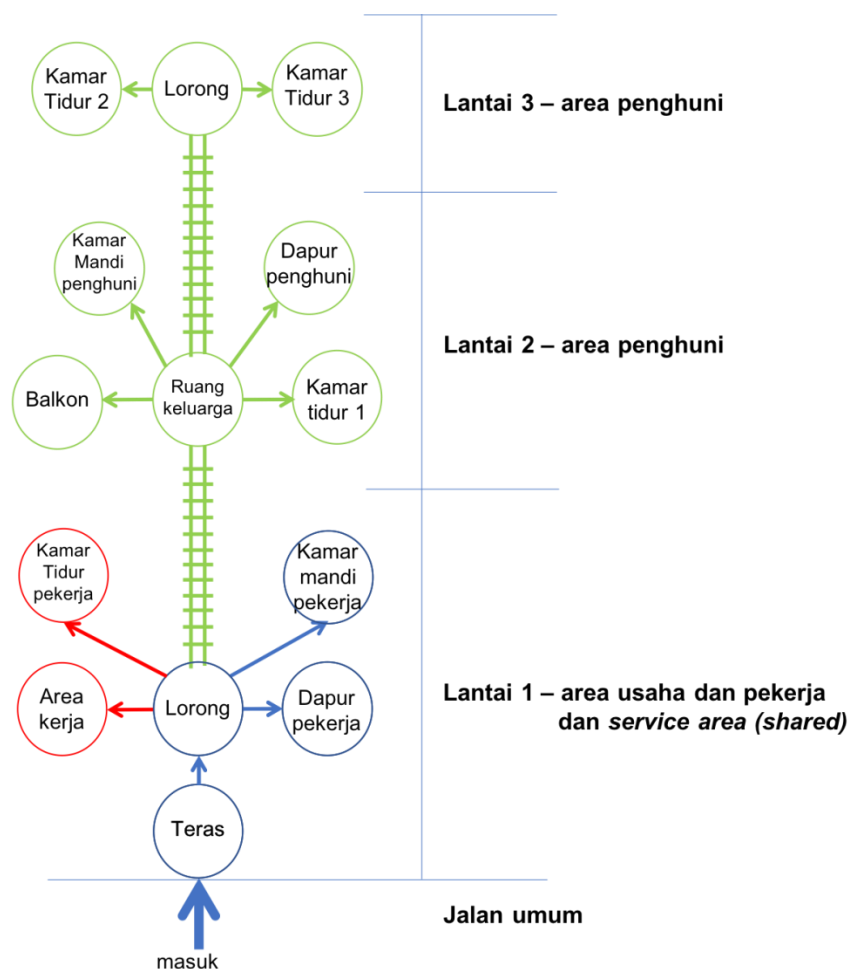 Kamar
Tidur 2
Lorong
Kamar
Tidur 3
Lantai 3 – area penghuni
Kamar
Mandi
penghuni
Dapur
penghuni
Lantai 2 – area penghuni
Balkon
Ruang
keluarga
Kamar
tidur 1
Kamar
Tidur
pekerja
Kamar
mandi
pekerja
Area
kerja
Lorong
Dapur
pekerja
Lantai 1 – area usaha dan pekerja
dan service area (shared)
Teras
Jalan umum
masuk